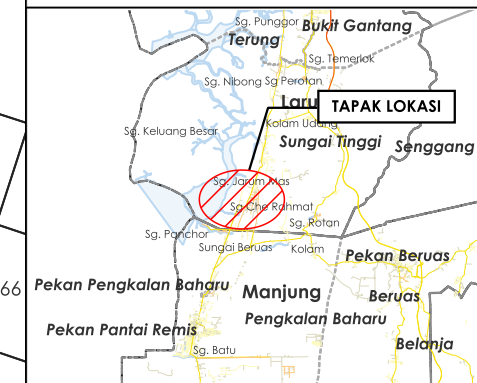 Sg. Punggor
Bukit Gantang
Terung
Sg. Temerlok
Sg. Nibong
Sg Perotan
Laru
TAPAK LOKASI
Kolam Udang
Sg. Keluang Besar
Sungai Tinggi
Senggang
Sg. Jarum Mas
Sg Che Rahmat
Sg. Rotan
Sg. Panchor
Sungai Beruas
Kolam
Pekan Beruas
66
Pekan Pengkalan Baharu
Manjung
Beruas
Pengkalan Baharu
Pekan Pantai Remis
Belanja
Sg. Batu